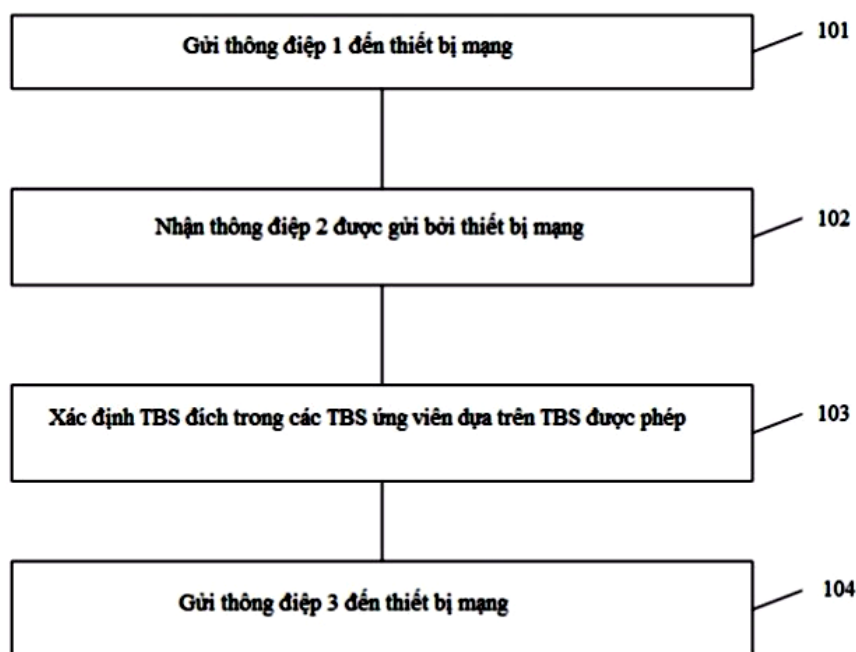 Gửi thông điệp 1 đến thiết bị mạng
101
Nhận thông điệp 2 được gửi bởi thiết bị mạng
102
Xác định TBS đích trong các TBS ứng viên dựa trên TBS được phép
103
Gửi thông điệp 3 đến thiết bị mạng
104